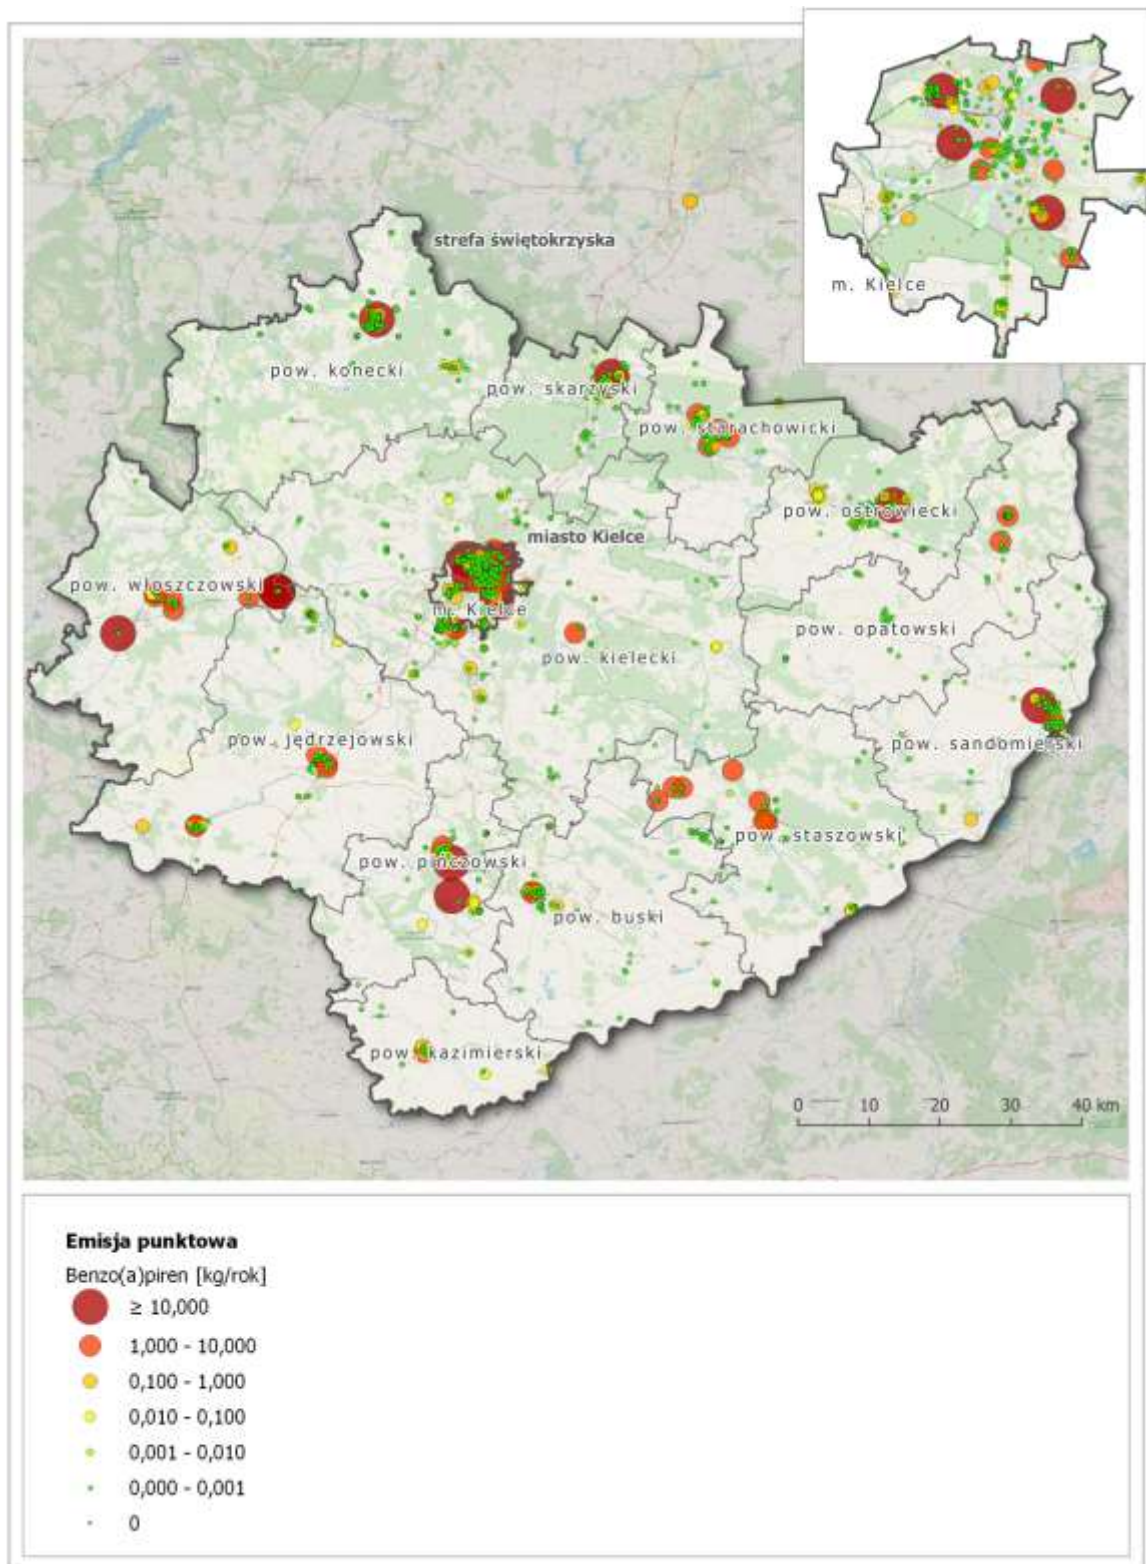 strefa świętokrzyska
m. Kielce
pow. konecki
pow. skarżyski
pow. starachowicki
pow. ostrowiecki
miasto Kielce
pow. włoszczowski
m. Kielce
pow. opatowski
pow. kielecki
pow. jędrzejowski
pow. sandomierski
pow. staszowski
pow. pińczowski
pow. buski
pow. kazimierski
0 10 20 30 40 km
Emisja punktowa
Benzo(a)piren [kg/rok]
≥ 10,000
1,000 - 10,000
0,100 - 1,000
0,010 - 0,100
0,001 - 0,010
0,000 - 0,001
0